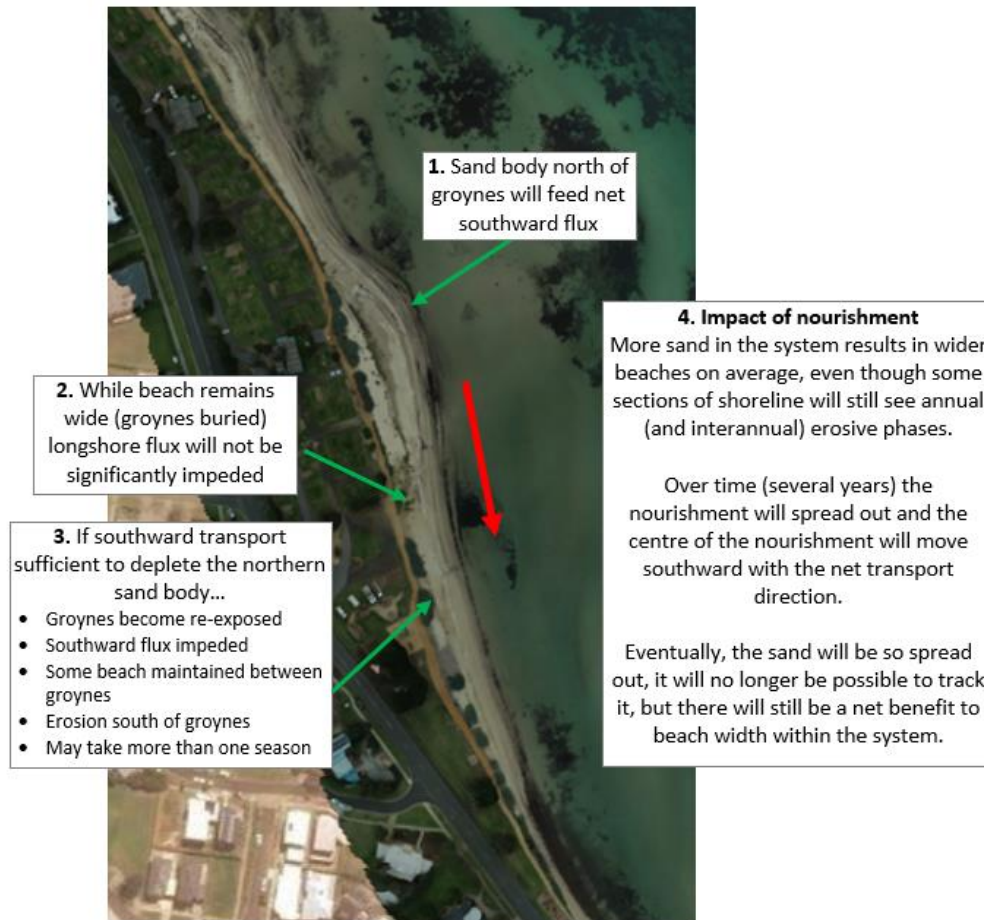 1. Sand body north of
groynes will feed net
southward flux
2. While beach remains
wide (groynes buried)
longshore flux will not be
significantly impeded
3. If southward transport
sufficient to deplete the northern
sand body...
• Groynes become re-exposed
• Southward flux impeded
• Some beach maintained between
groynes
• Erosion south of groynes
• May take more than one season
4. Impact of nourishment
More sand in the system results in wider
beaches on average, even though some
sections of shoreline will still see annual
(and interannual) erosive phases.
Over time (several years) the
nourishment will spread out and the
centre of the nourishment will move
southward with the net transport
direction.
Eventually, the sand will be so spread
out, it will no longer be possible to track
it, but there will still be a net benefit to
beach width within the system.